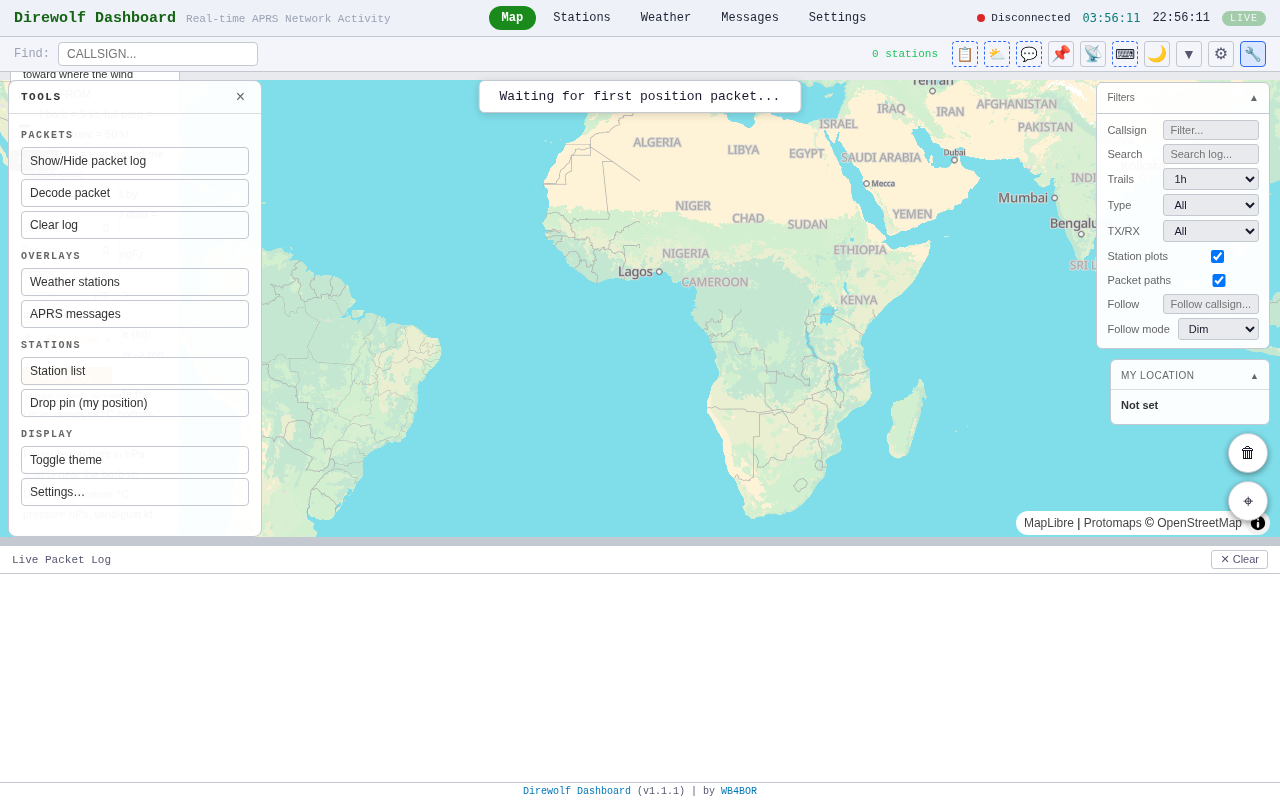 Direwolf Dashboard Real-time APRS Network Activity
Map Stations Weather Messages Settings
Disconnected 03:56:11 22:56:11 LIVE
Find: CALLSIGN...
0 stations
toward where the wind
TOOLS ×
PACKETS
Show/Hide packet log
Decode packet
Clear log
OVERLAYS
Weather stations
APRS messages
STATIONS
Station list
Drop pin (my position)
DISPLAY
Toggle theme
Settings…
Waiting for first position packet...
Tehran
IRAQ
IRAN
AFGHANISTAN
ISRAEL
PAKISTAN
ALGERIA
LIBYA
EGYPT
SAUDI ARABIA
Dubai
Mecca
Mumbai
NIGER
CHAD
SUDAN
YEMEN
NIGERIA
ETHIOPIA
Lagos
CAMEROON
KENYA
Filters ▲
Callsign Filter...
Search Search log...
Trails 1h
Type All
TX/RX All
Station plots
Packet paths
Follow Follow callsign...
Follow mode Dim
MY LOCATION ▲
Not set
MapLibre | Protomaps © OpenStreetMap
Live Packet Log
✕ Clear
Direwolf Dashboard (v1.1.1) | by WB4BOR